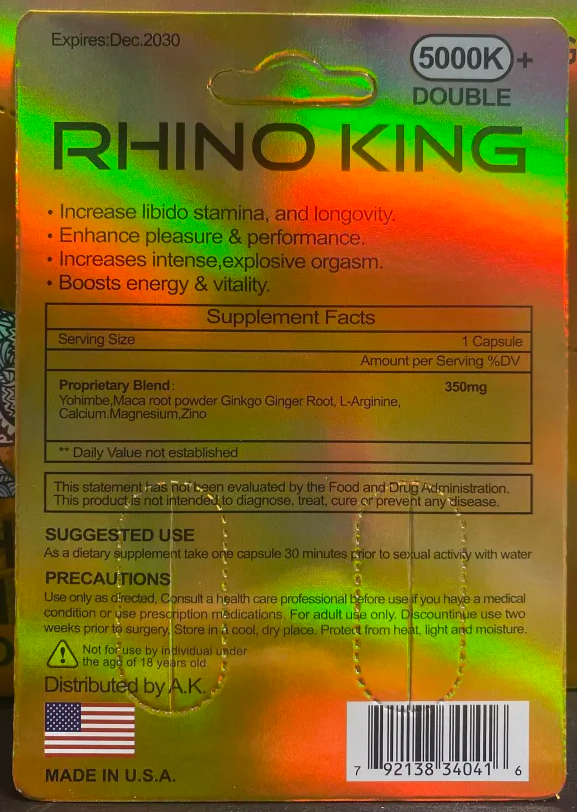 Expires:Dec.2030
5000K+
DOUBLE
RHINO KING
• Increase libido stamina, and longovity.
• Enhance pleasure & performance.
• Increases intense,explosive orgasm.
• Boosts energy & vitality.
Supplement Facts
Serving Size 1 Capsule
Amount per Serving %DV
Proprietary Blend: 350mg
Yohimbe,Maca root powder Ginkgo Ginger Root, L-Arginine,
Calcium.Magnesium,Zino
** Daily Value not established
This statement has not been evaluated by the Food and Drug Administration.
This product is not intended to diagnose, treat, cure or prevent any disease.
SUGGESTED USE
As a dietary supplement take one capsule 30 minutes prior to sexual activity with water
PRECAUTIONS
Use only as directed, Consult a health care professional before use if you have a medical
condition or use prescription medications. For adult use only. Discontinue use two
weeks prior to surgery, Store in a cool, dry place. Protect from heat, light and moisture.
Not for use by individual under
the age of 18 years old.
Distributed by A.K.
MADE IN U.S.A.
7 92138 34041 6